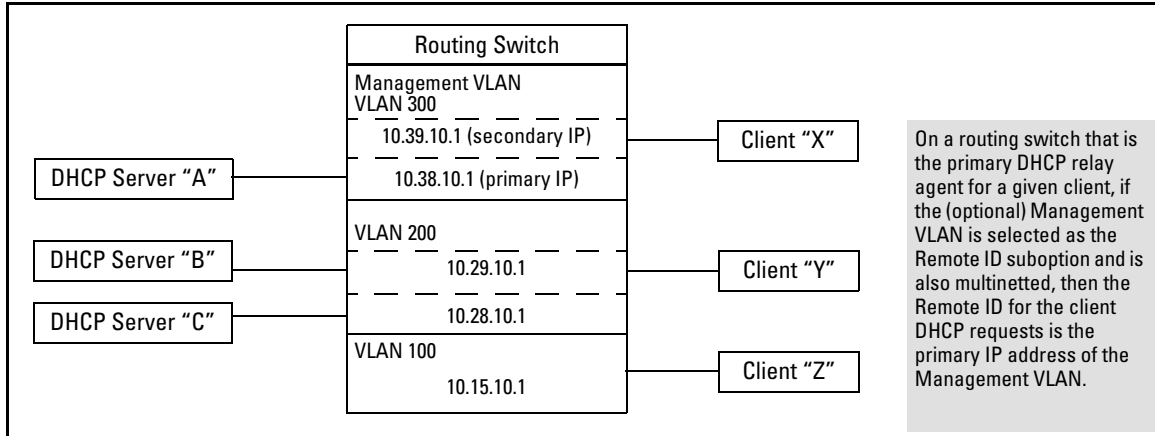 Routing Switch
Management VLAN
VLAN 300
10.39.10.1 (secondary IP)
Client “X”
DHCP Server “A”
10.38.10.1 (primary IP)
VLAN 200
DHCP Server “B”
10.29.10.1
Client “Y”
DHCP Server “C”
10.28.10.1
VLAN 100
10.15.10.1
Client “Z”
On a routing switch that is
the primary DHCP relay
agent for a given client, if
the (optional) Management
VLAN is selected as the
Remote ID suboption and is
also multinetted, then the
Remote ID for the client
DHCP requests is the
primary IP address of the
Management VLAN.